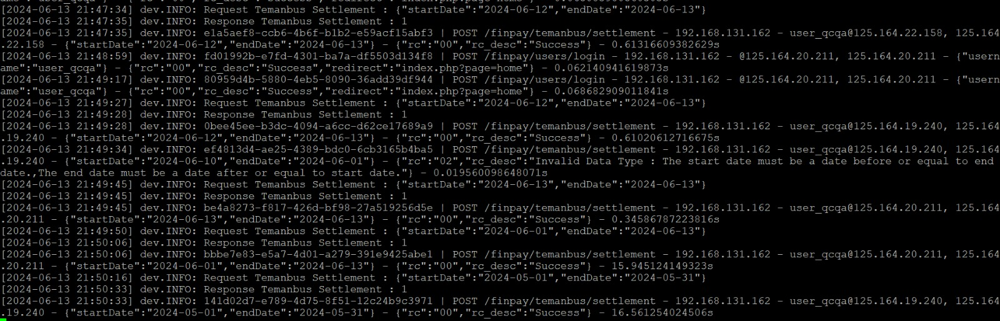 [2024-06-13 21:47:34] dev.INFO: Request Temanbus Settlement : {"startDate":"2024-06-12","endDate":"2024-06-13"}
[2024-06-13 21:47:35] dev.INFO: Response Temanbus Settlement : 1
[2024-06-13 21:47:35] dev.INFO: e1a5aef8-ccb6-4b6f-b1b2-e59acf15abf3 | POST /finpay/temanbus/settlement - 192.168.131.162 - user_qcqa@125.164.22.158, 125.164
.22.158 - {"startDate":"2024-06-12","endDate":"2024-06-13"} - {"rc":"00","rc_desc":"Success"} - 0.61316609382629s
[2024-06-13 21:48:59] dev.INFO: fd01992b-e7fd-4301-ba7a-df5503d134f8 | POST /finpay/users/login - 192.168.131.162 - @125.164.20.211, 125.164.20.211 - {"usern
ame":"user_qcqa"} - {"rc":"00","rc_desc":"Success","redirect":"index.php?page=home"} - 0.062140941619873s
[2024-06-13 21:49:17] dev.INFO: 80959d4b-5880-4eb5-8090-36add39df944 | POST /finpay/users/login - 192.168.131.162 - @125.164.20.211, 125.164.20.211 - {"usern
ame":"user_qcqa"} - {"rc":"00","rc_desc":"Success","redirect":"index.php?page=home"} - 0.068682909011841s
[2024-06-13 21:49:27] dev.INFO: Request Temanbus Settlement : {"startDate":"2024-06-12","endDate":"2024-06-13"}
[2024-06-13 21:49:28] dev.INFO: Response Temanbus Settlement : 1
[2024-06-13 21:49:28] dev.INFO: 0bee45ee-b3dc-4094-a6cc-d62ce17689a9 | POST /finpay/temanbus/settlement - 192.168.131.162 - user_qcqa@125.164.19.240, 125.164
.19.240 - {"startDate":"2024-06-12","endDate":"2024-06-13"} - {"rc":"00","rc_desc":"Success"} - 0.61020612716675s
[2024-06-13 21:49:34] dev.INFO: ef4813d4-ae25-4389-bdc0-6cb3165b4ba5 | POST /finpay/temanbus/settlement - 192.168.131.162 - user_qcqa@125.164.19.240, 125.164
.19.240 - {"startDate":"2024-06-10","endDate":"2024-06-01"} - {"rc":"02","rc_desc":"Invalid Data Type : The start date must be a date before or equal to end
date.,The end date must be a date after or equal to start date."} - 0.019560098648071s
[2024-06-13 21:49:45] dev.INFO: Request Temanbus Settlement : {"startDate":"2024-06-13","endDate":"2024-06-13"}
[2024-06-13 21:49:45] dev.INFO: Response Temanbus Settlement : 1
[2024-06-13 21:49:45] dev.INFO: be4a8273-f817-426d-bf98-27a519256d5e | POST /finpay/temanbus/settlement - 192.168.131.162 - user_qcqa@125.164.20.211, 125.164
.20.211 - {"startDate":"2024-06-13","endDate":"2024-06-13"} - {"rc":"00","rc_desc":"Success"} - 0.34586787223816s
[2024-06-13 21:49:50] dev.INFO: Request Temanbus Settlement : {"startDate":"2024-06-01","endDate":"2024-06-13"}
[2024-06-13 21:50:06] dev.INFO: Response Temanbus Settlement : 1
[2024-06-13 21:50:06] dev.INFO: bbbe7e83-e5a7-4d01-a279-391e9425abe1 | POST /finpay/temanbus/settlement - 192.168.131.162 - user_qcqa@125.164.20.211, 125.164
.20.211 - {"startDate":"2024-06-01","endDate":"2024-06-13"} - {"rc":"00","rc_desc":"Success"} - 15.945124149323s
[2024-06-13 21:50:16] dev.INFO: Request Temanbus Settlement : {"startDate":"2024-05-01","endDate":"2024-05-31"}
[2024-06-13 21:50:33] dev.INFO: Response Temanbus Settlement : 1
[2024-06-13 21:50:33] dev.INFO: 141d02d7-e789-4d75-8f51-12c24b9c3971 | POST /finpay/temanbus/settlement - 192.168.131.162 - user_qcqa@125.164.19.240, 125.164
.19.240 - {"startDate":"2024-05-01","endDate":"2024-05-31"} - {"rc":"00","rc_desc":"Success"} - 16.561254024506s